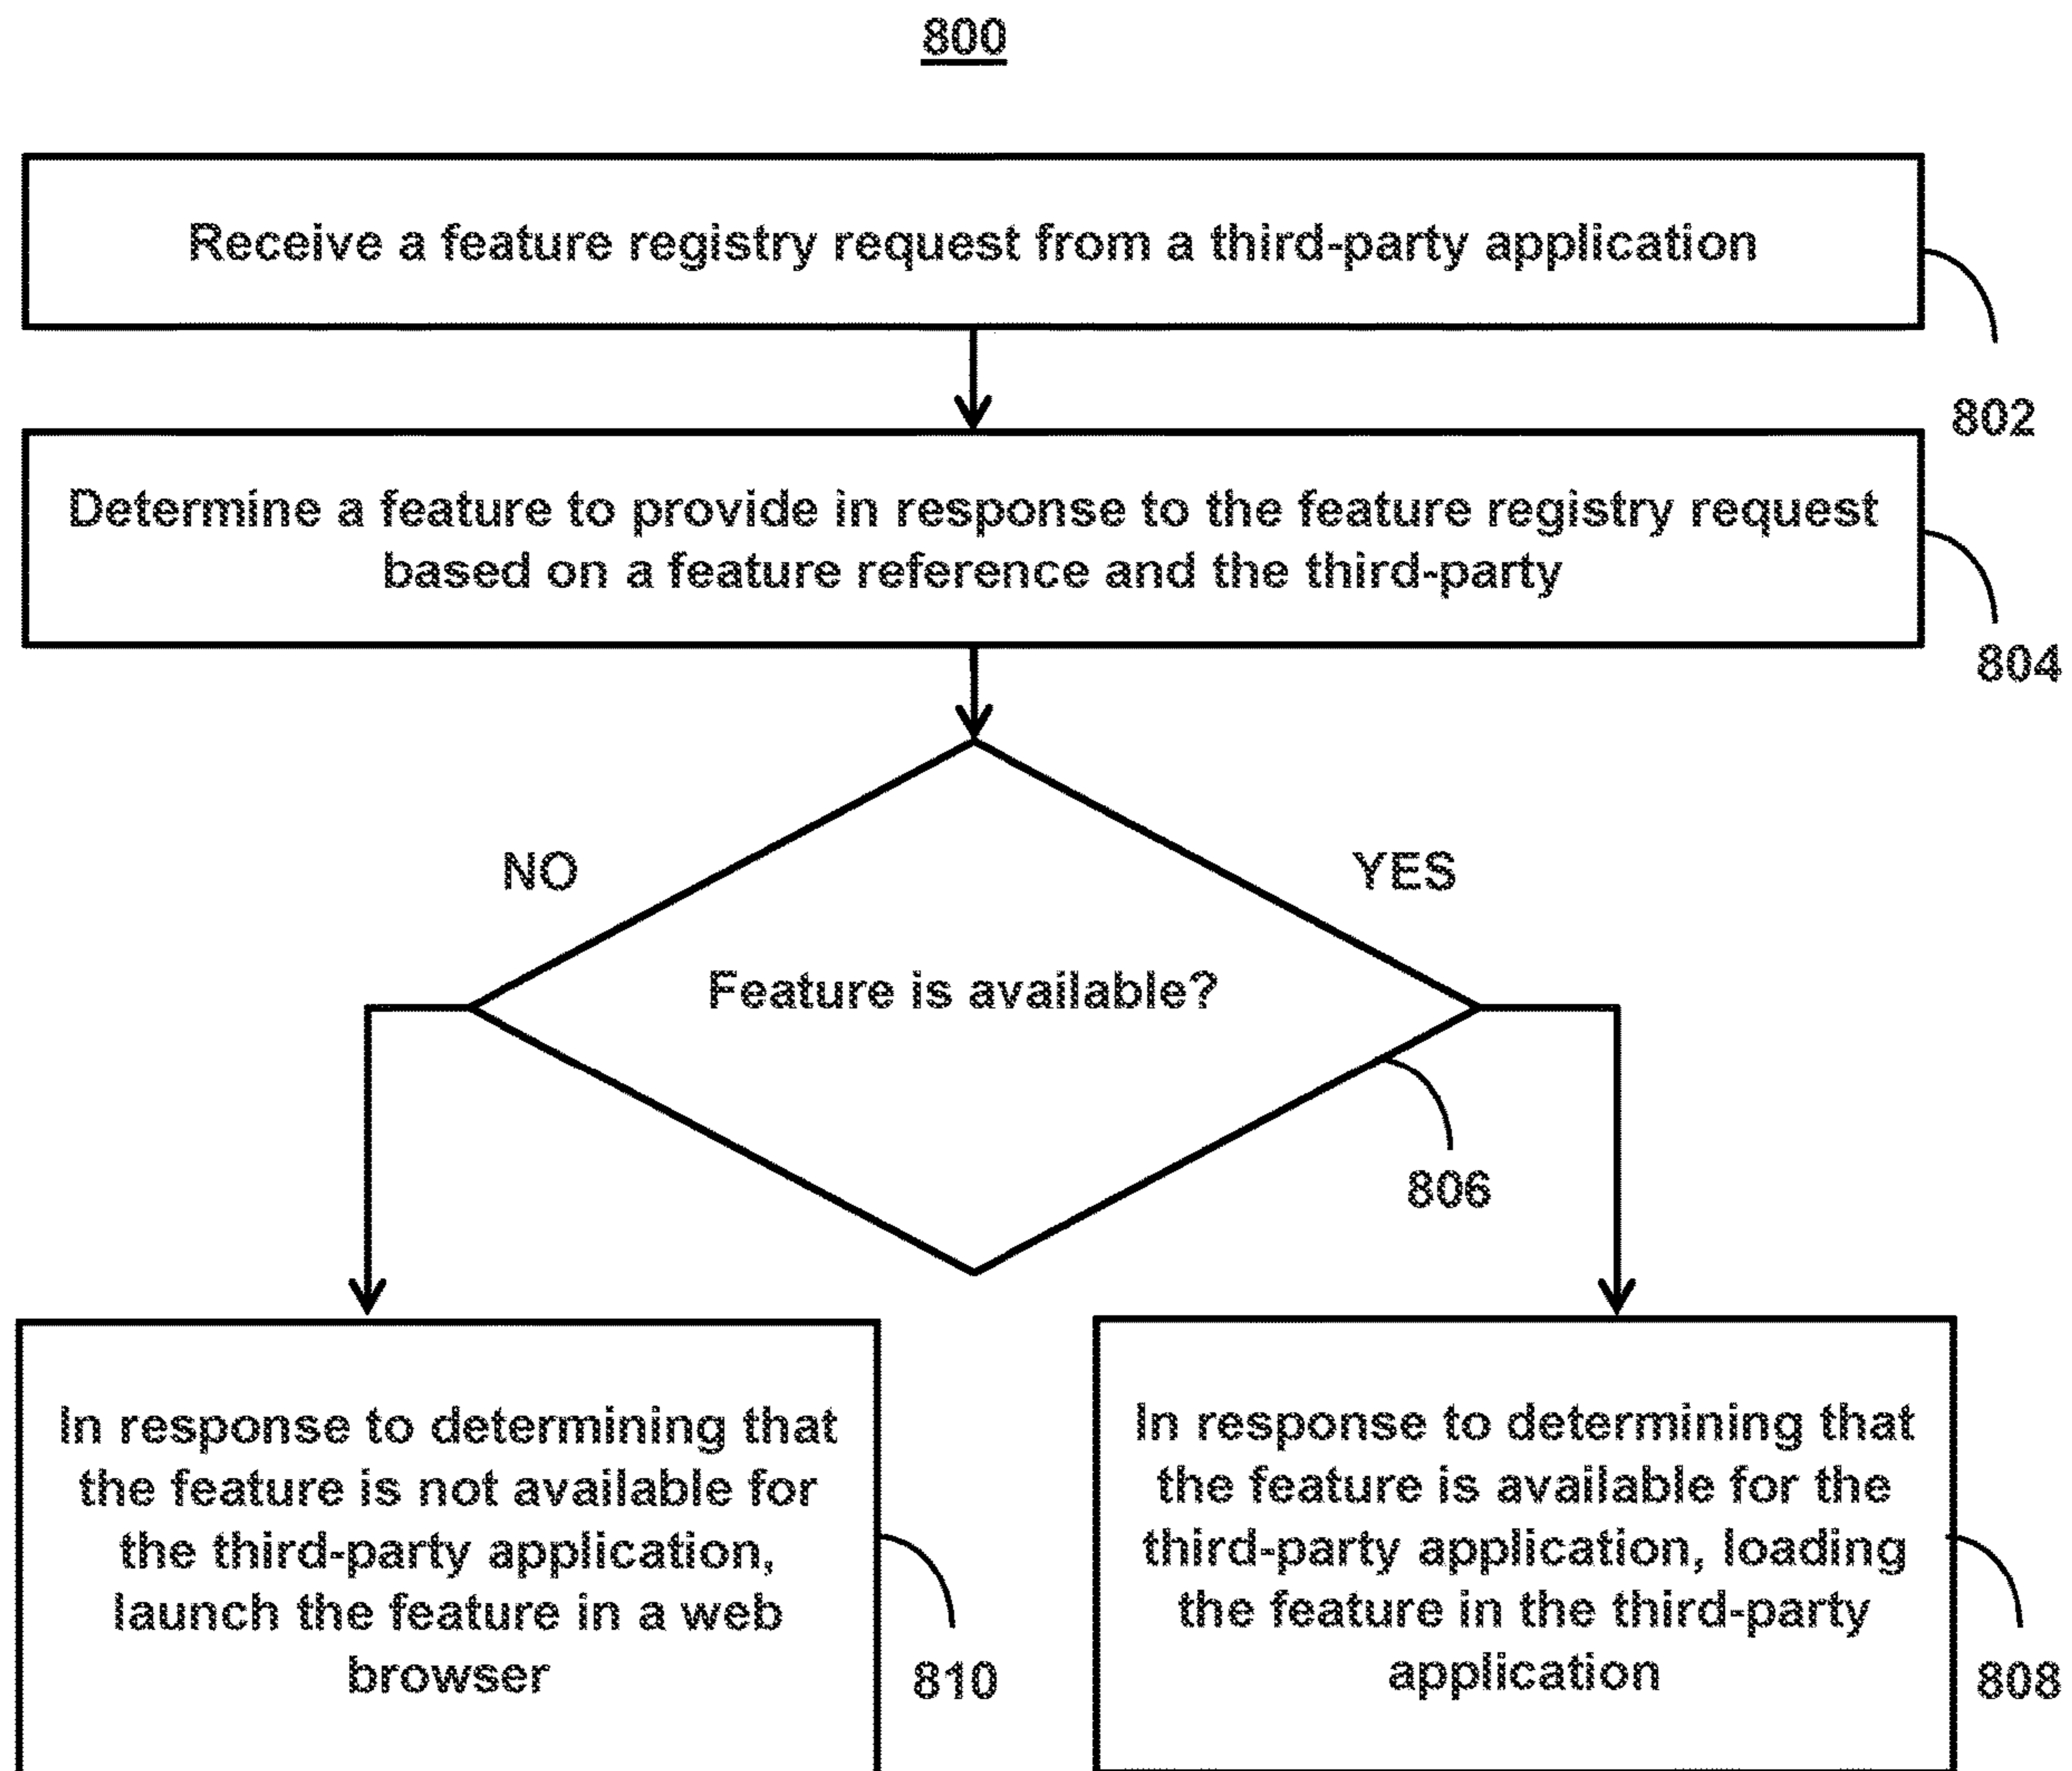 800
Receive a feature registry request from a third-party application
802
Determine a feature to provide in response to the feature registry request
based on a feature reference and the third-party
804
NO
YES
Feature is available?
806
In response to determining that
the feature is not available for
the third-party application,
launch the feature in a web
browser
810
In response to determining that
the feature is available for the
third-party application, loading
the feature in the third-party
application
808